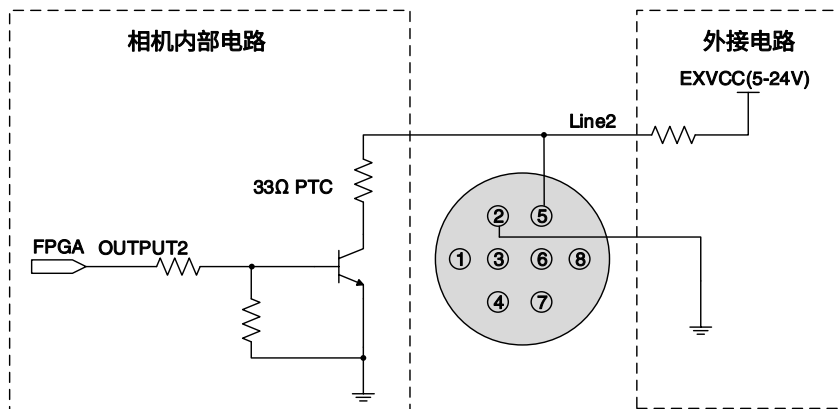 相机内部电路
外接电路
EXVCC(5-24V)
Line2
33Ω PTC
FPGA OUTPUT2
② ⑤
① ③ ⑥ ⑧
④ ⑦